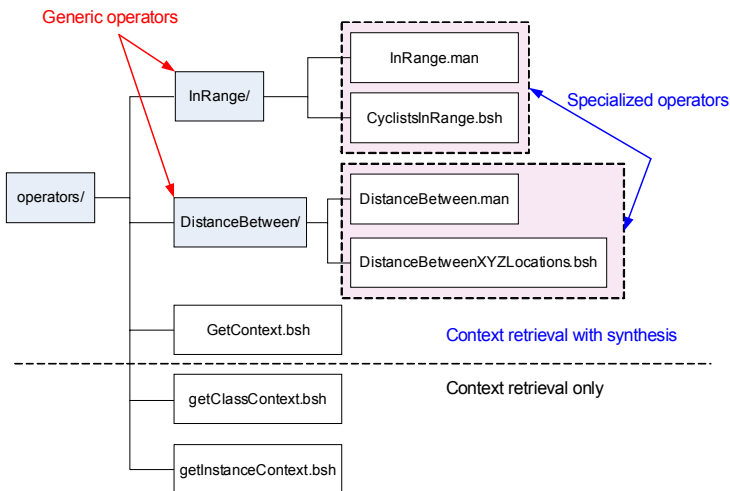 Generic operators
InRange.man
InRange/
CyclistsInRange.bsh
Specialized operators
operators/
DistanceBetween.man
DistanceBetween/
DistanceBetweenXYZLocations.bsh
GetContext.bsh
Context retrieval with synthesis
getClassContext.bsh
Context retrieval only
getInstanceContext.bsh